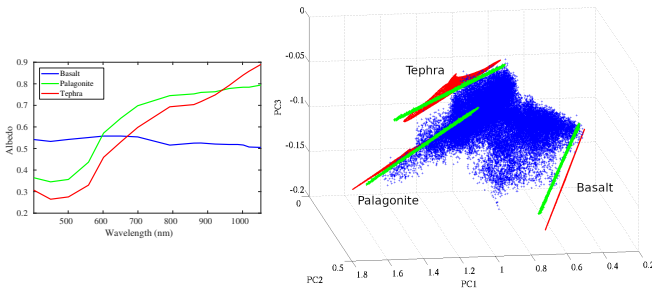 0.9
0.8
0.7
0.6
0.5
0.4
0.3
0.2
Albedo
Basalt
Palagonite
Tephra
500 600 700 800 900 1000
Wavelength (nm)
0
-0.05
-0.1
-0.15
-0.2
PC3
Tephra
Palagonite
Basalt
0
0.5
PC2
1.8 1.6 1.4 1.2 1 0.8 0.6 0.4 0.2
PC1